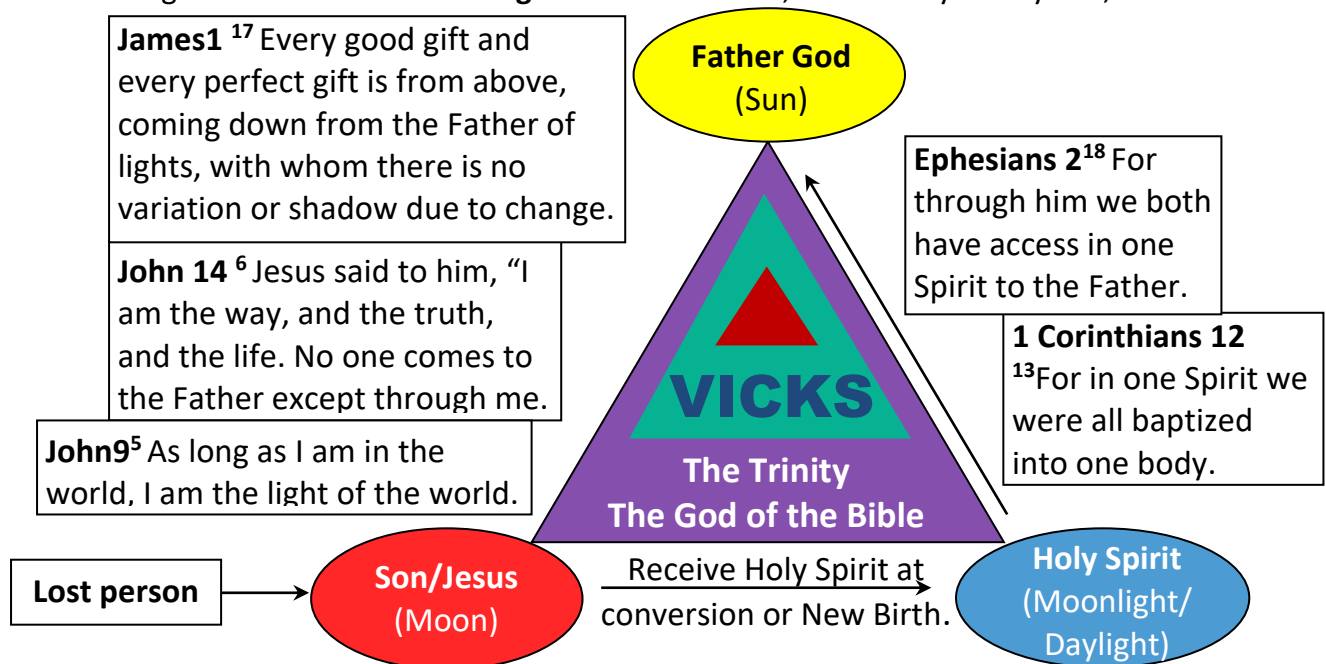 James1 17 Every good gift and
every perfect gift is from above,
coming down from the Father of
lights, with whom there is no
variation or shadow due to change.
Father God
(Sun)
Ephesians 218 For
through him we both
have access in one
Spirit to the Father.
John 14 6 Jesus said to him, “I
am the way, and the truth,
and the life. No one comes to
the Father except through me.
1 Corinthians 12
13For in one Spirit we
were all baptized
into one body.
VICKS
John95 As long as I am in the
world, I am the light of the world.
The Trinity
The God of the Bible
Lost person
Son/Jesus
(Moon)
Receive Holy Spirit at
conversion or New Birth.
Holy Spirit
(Moonlight/
Daylight)